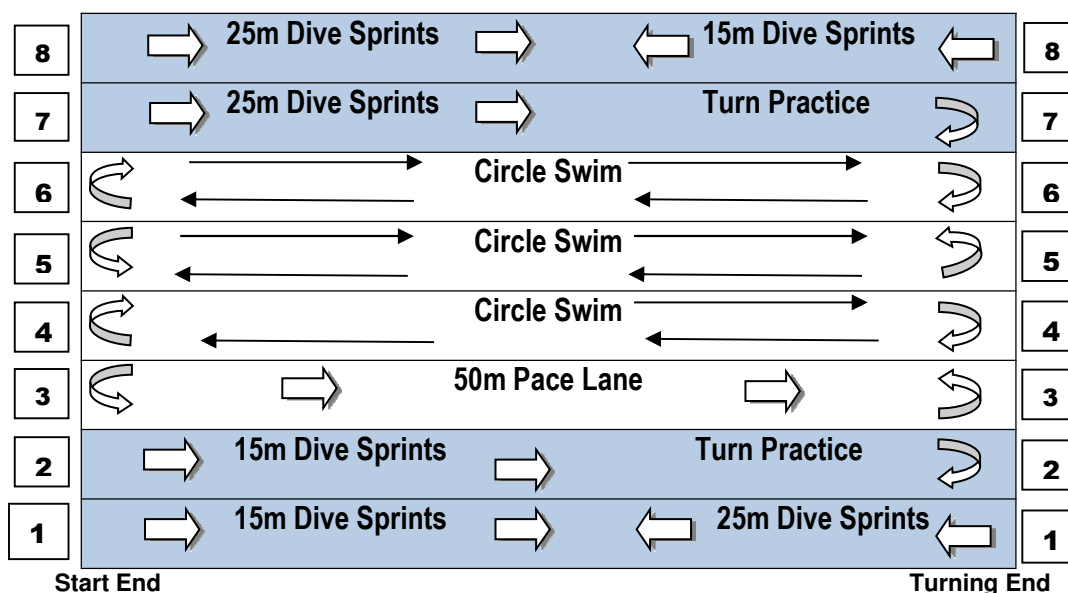 8 25m Dive Sprints 15m Dive Sprints 8
7 25m Dive Sprints Turn Practice 7
6 Circle Swim 6
5 Circle Swim 5
4 Circle Swim 4
3 50m Pace Lane 3
2 15m Dive Sprints Turn Practice 2
1 15m Dive Sprints 25m Dive Sprints 1
Start End Turning End